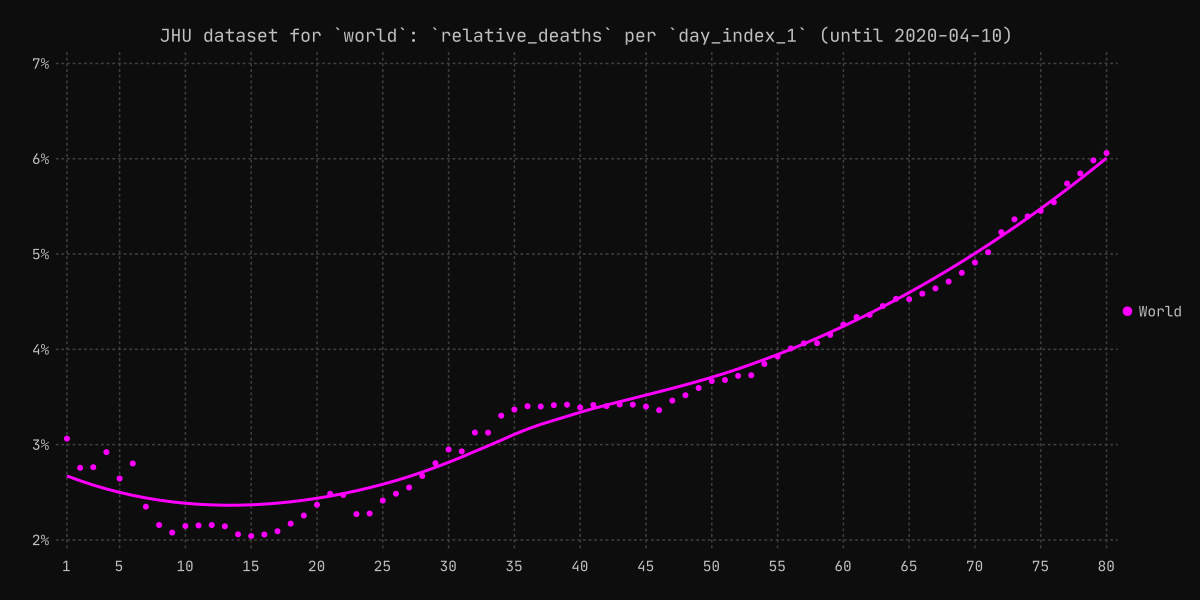 JHU dataset for `world`: `relative_deaths` per `day_index_1` (until 2020-04-10)
7%
6%
5%
4%
3%
2%
1 5 10 15 20 25 30 35 40 45 50 55 60 65 70 75 80
World